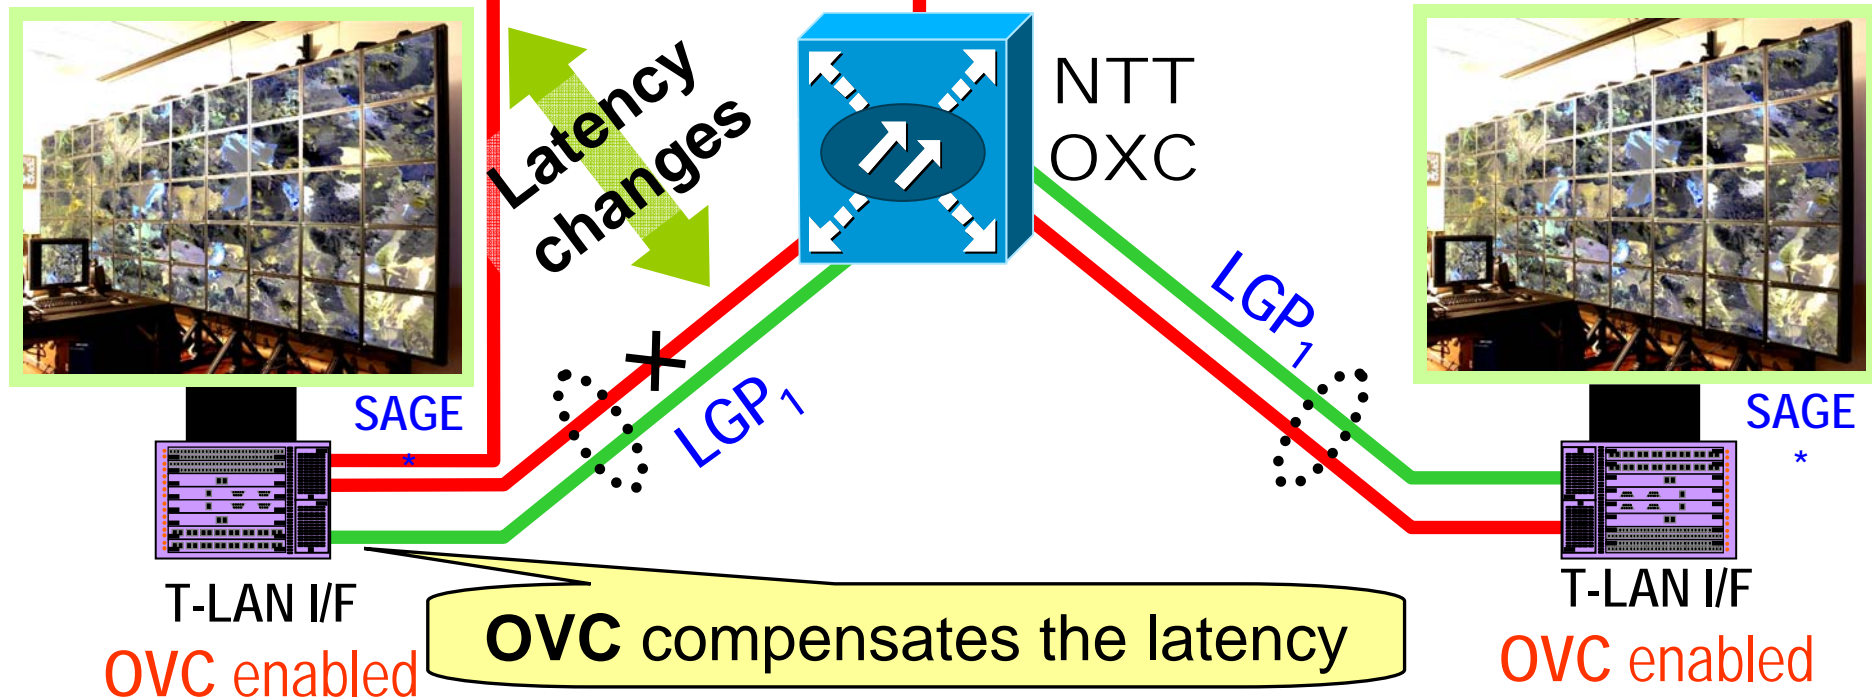 Latency
changes
NTT
OXC
LGP1
LGP1
SAGE
*
SAGE
*
T-LAN I/F
OVC enabled
OVC compensates the latency
T-LAN I/F
OVC enabled